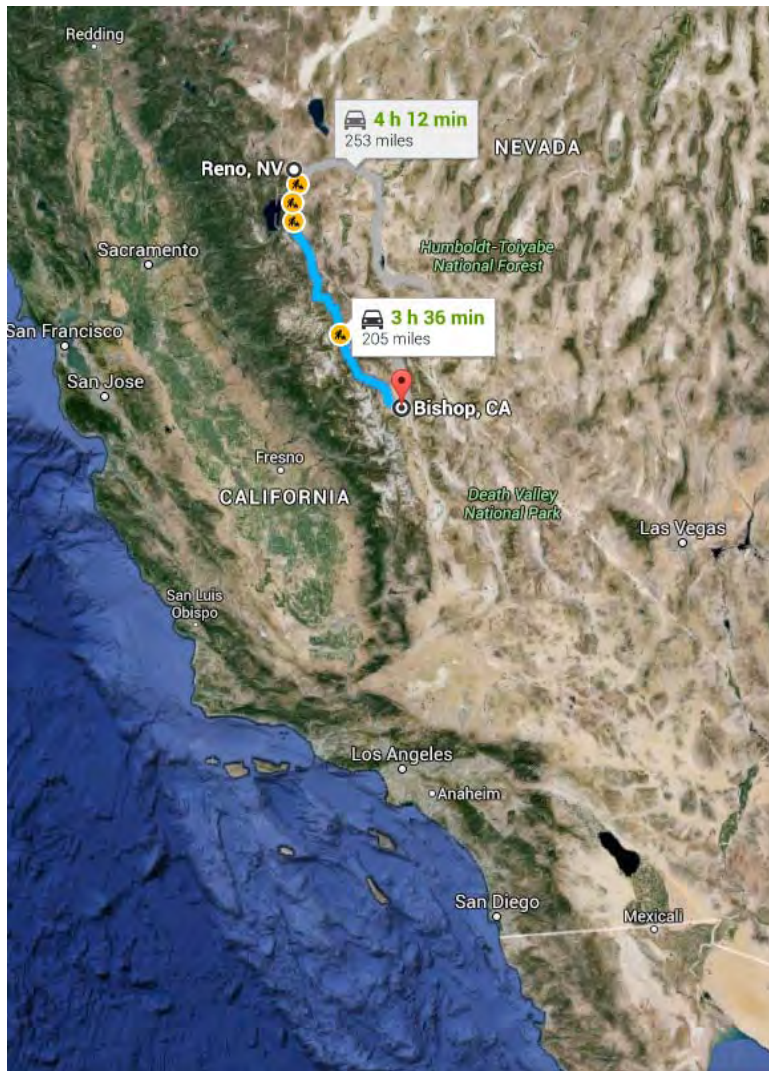 Redding
4 h 12 min
253 miles
NEVADA
Reno, NV
Sacramento
Humboldt-Toiyabe
National Forest
3 h 36 min
205 miles
San Francisco
San Jose
Bishop, CA
Fresno
CALIFORNIA
Death Valley
National Park
Las Vegas
San Luis
Obispo
Los Angeles
Anaheim
San Diego
Mexicali